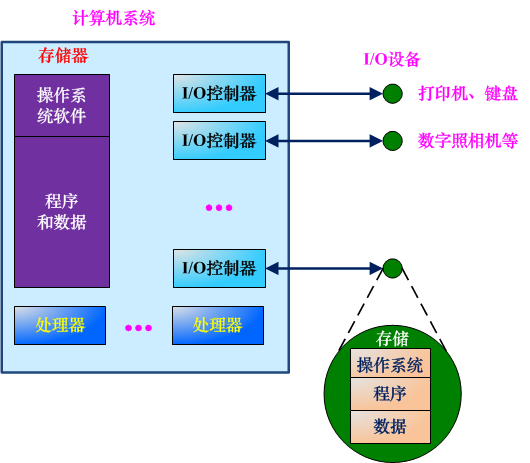 计算机系统
存储器
I/O设备
操作系
统软件
I/O控制器
打印机、键盘
I/O控制器
数字照相机等
程序
和数据
I/O控制器
处理器
处理器
存储
操作系统
程序
数据